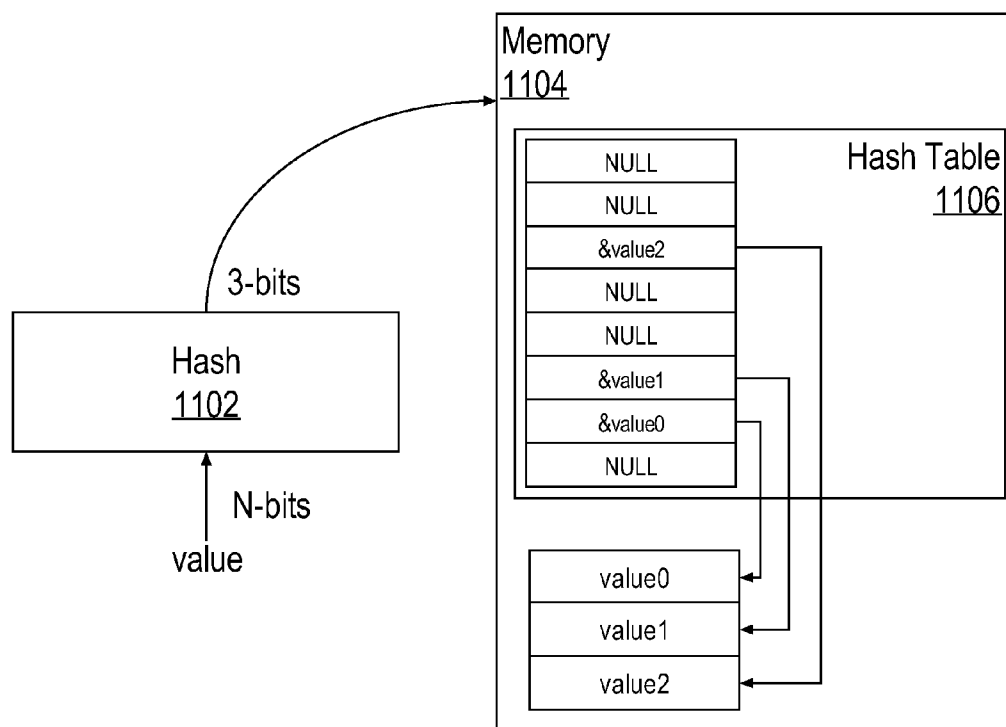 Memory
1104
Hash Table
1106
NULL
NULL
&value2
NULL
NULL
&value1
&value0
NULL
3-bits
Hash
1102
N-bits
value
value0
value1
value2